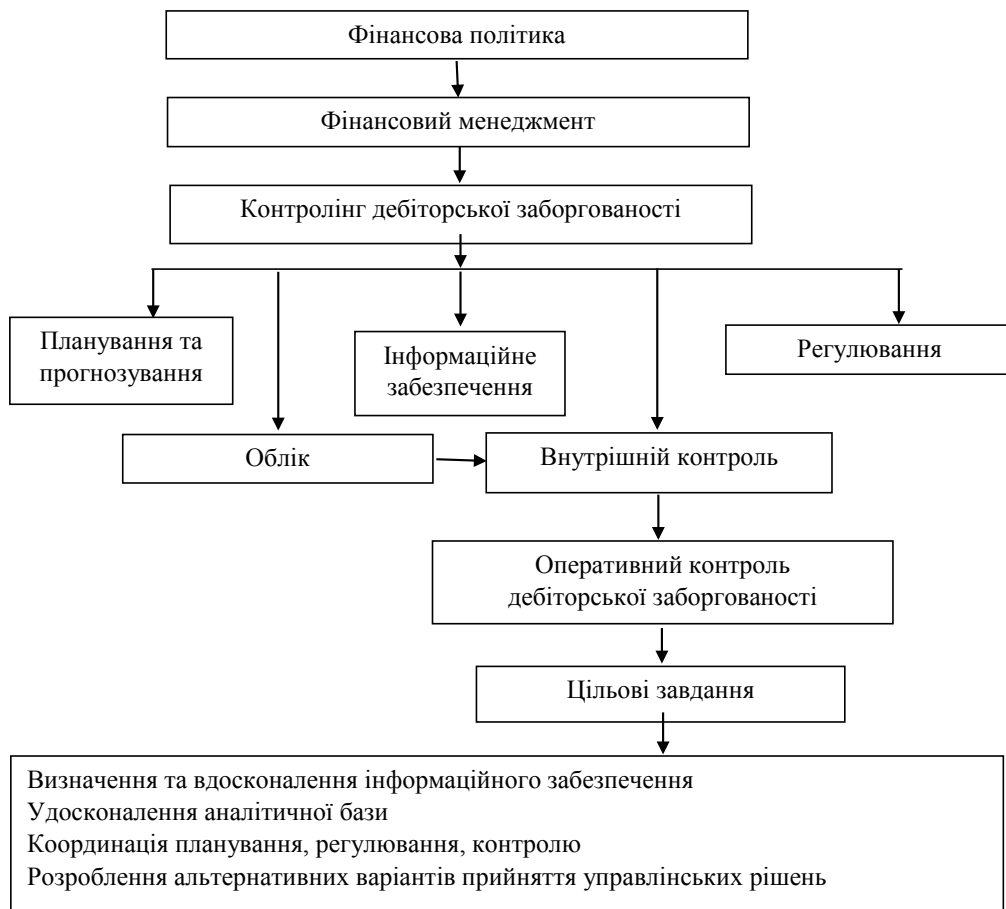 Фінансова політика
Фінансовий менеджмент
Контролінг дебіторської заборгованості
Планування та
прогнозування
Інформаційне
забезпечення
Регулювання
Облік
Внутрішній контроль
Оперативний контроль
дебіторської заборгованості
Цільові завдання
Визначення та вдосконалення інформаційного забезпечення
Удосконалення аналітичної бази
Координація планування, регулювання, контролю
Розроблення альтернативних варіантів прийняття управлінських рішень